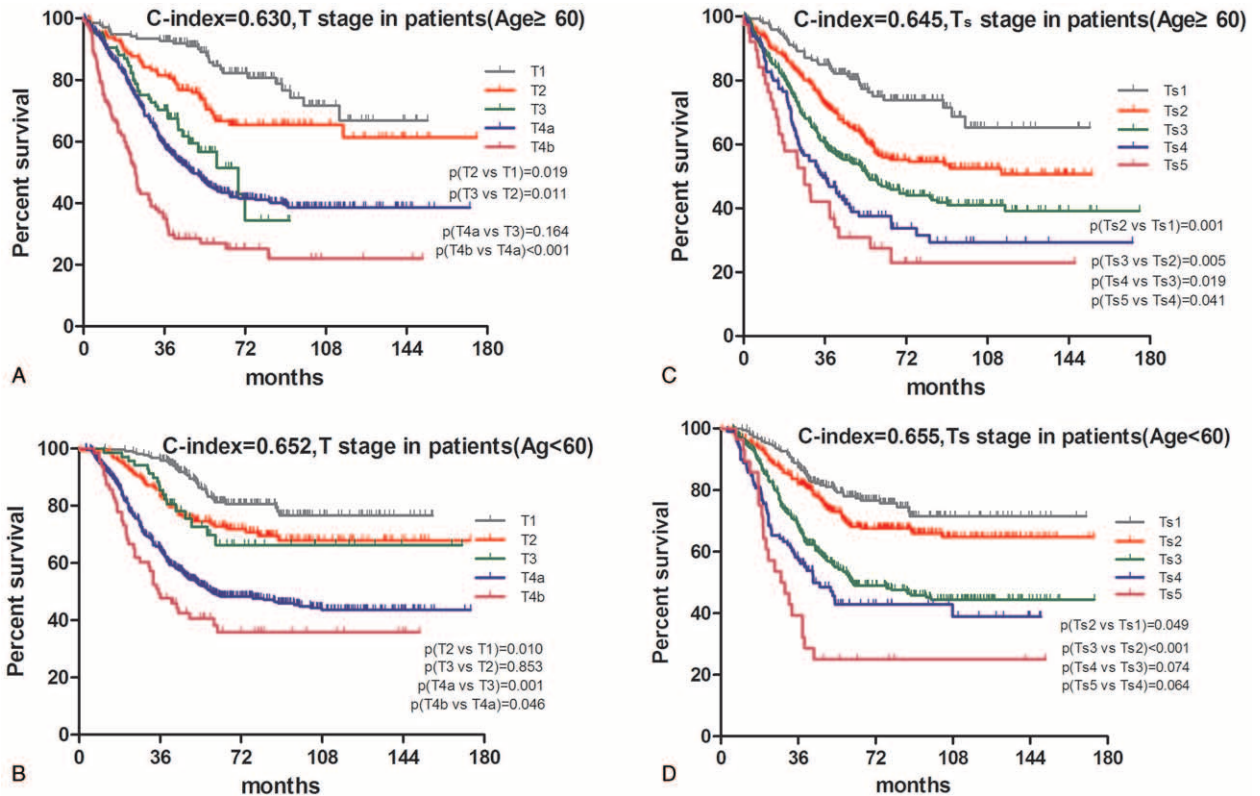 C-index=0.630,T stage in patients(Age≥ 60)
100
80
60
40
20
0
Percent survival
T1
T2
T3
T4a
T4b
p(T2 vs T1)=0.019
p(T3 vs T2)=0.011
p(T4a vs T3)=0.164
p(T4b vs T4a)<0.001
0 36 72 108 144 180
months
A
C-index=0.645,Ts stage in patients(Age≥ 60)
100
80
60
40
20
0
Percent survival
Ts1
Ts2
Ts3
Ts4
Ts5
p(Ts2 vs Ts1)=0.001
p(Ts3 vs Ts2)=0.005
p(Ts4 vs Ts3)=0.019
p(Ts5 vs Ts4)=0.041
0 36 72 108 144 180
months
C
C-index=0.652,T stage in patients(Ag<60)
100
80
60
40
20
0
Percent survival
T1
T2
T3
T4a
T4b
p(T2 vs T1)=0.010
p(T3 vs T2)=0.853
p(T4a vs T3)=0.001
p(T4b vs T4a)=0.046
0 36 72 108 144 180
months
B
C-index=0.655,Ts stage in patients(Age<60)
100
80
60
40
20
0
Percent survival
Ts1
Ts2
Ts3
Ts4
Ts5
p(Ts2 vs Ts1)=0.049
p(Ts3 vs Ts2)<0.001
p(Ts4 vs Ts3)=0.074
p(Ts5 vs Ts4)=0.064
0 36 72 108 144 180
months
D